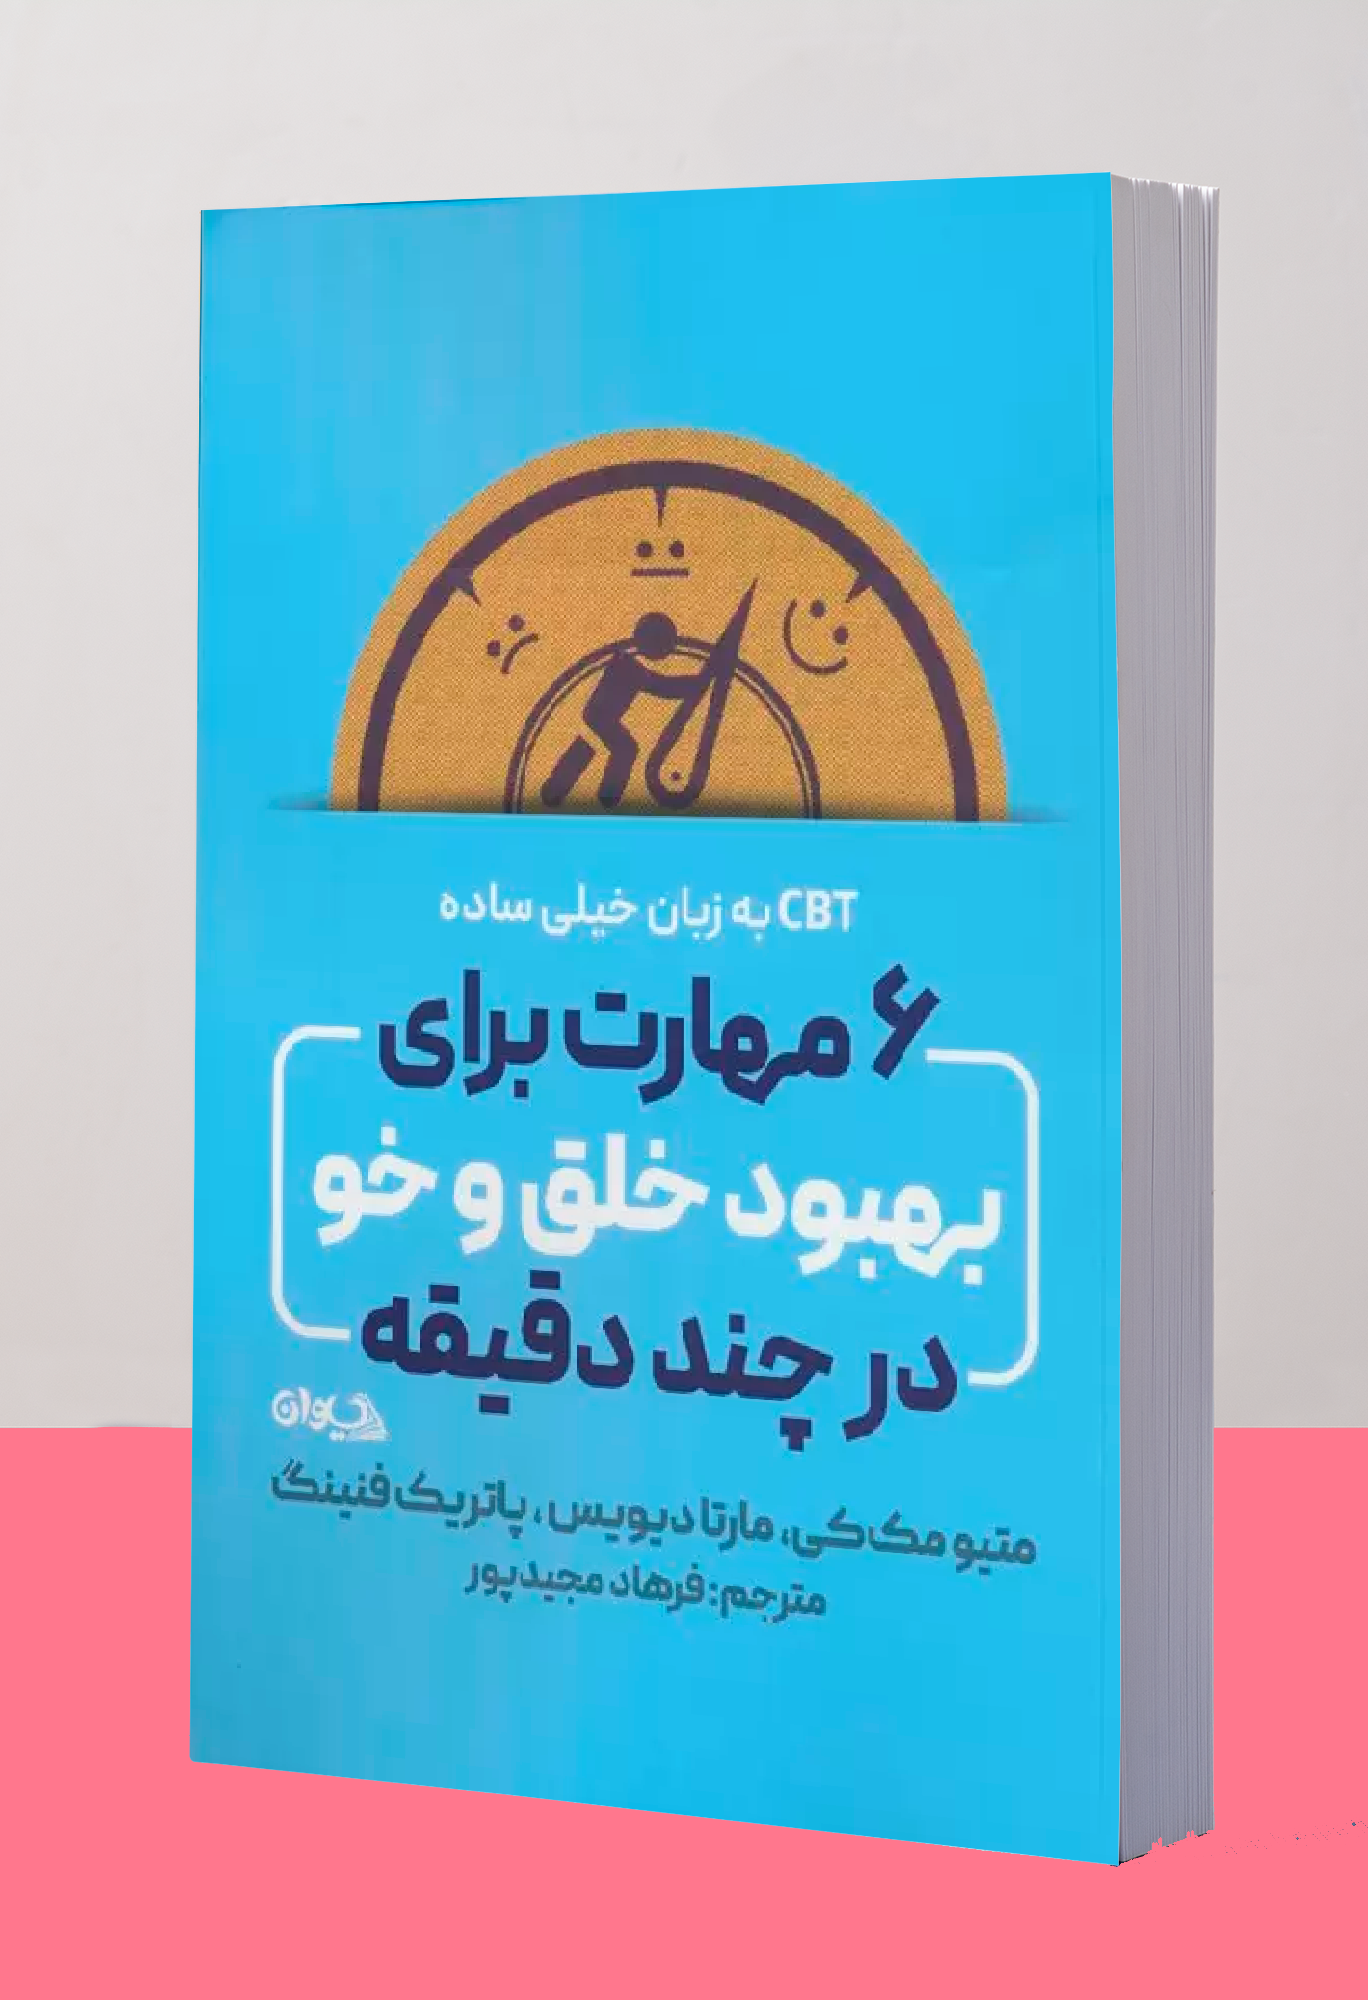 CBT به زبان خیلی ساده
۶ مهارت برای
بهبود خلق و خو
در چند دقیقه
متیو مک‌کی، مارتا دیویس، پاتریک فنینگ
مترجم: فرهاد مجیدپور